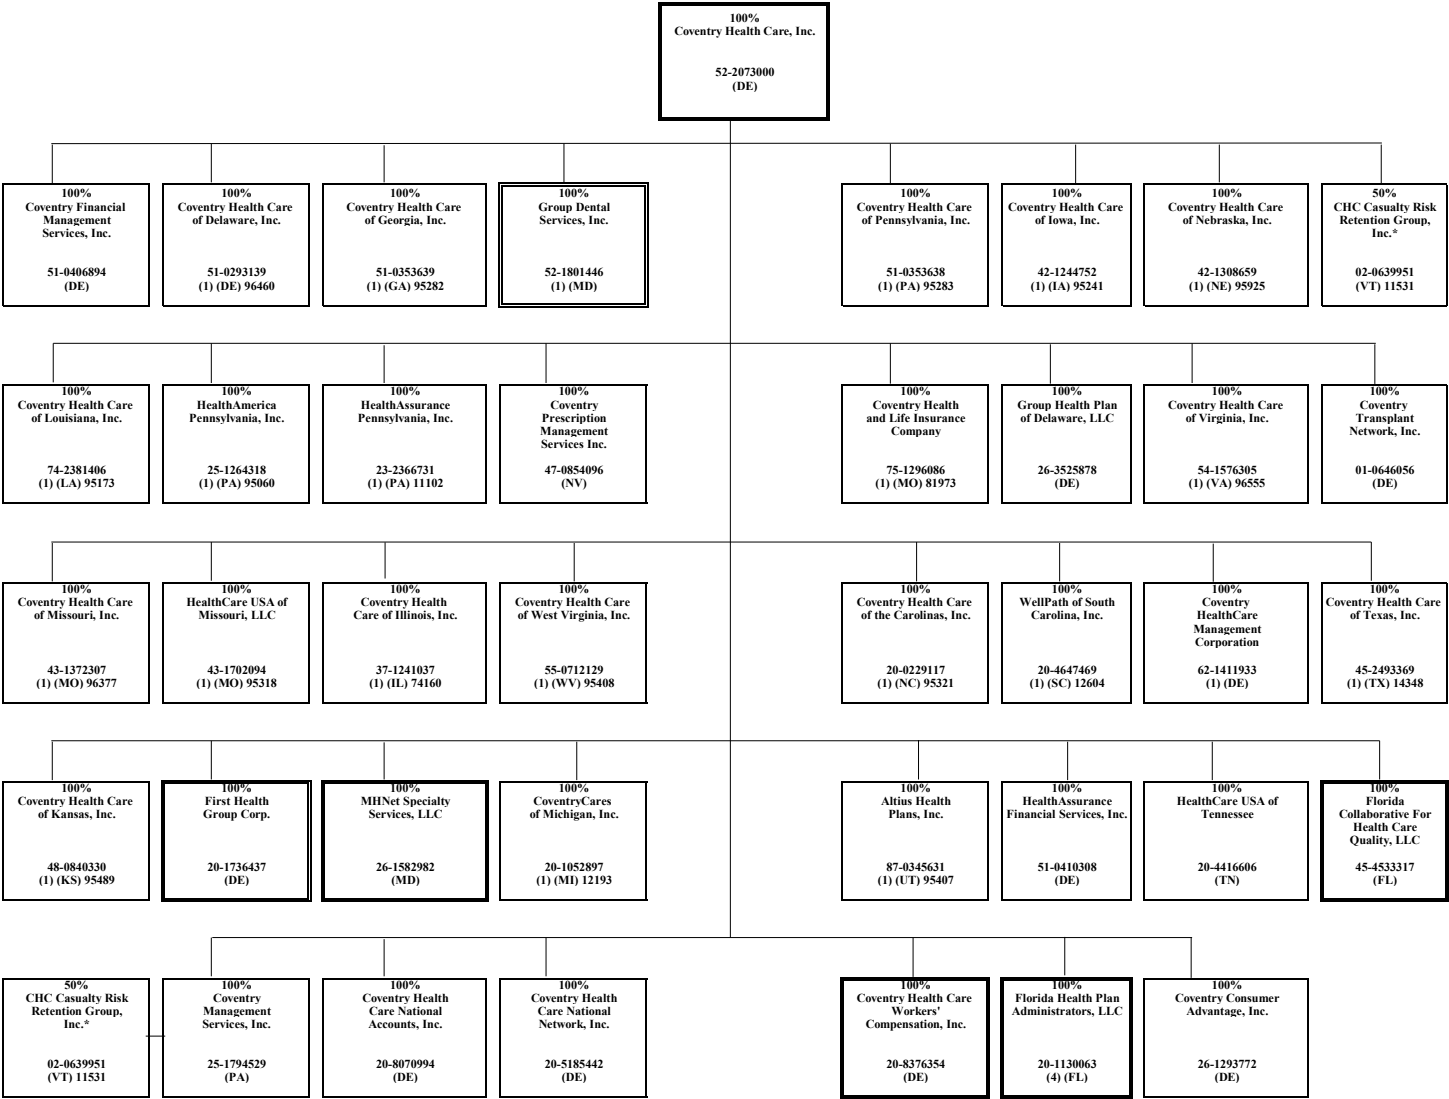 100%
Coventry Health Care, Inc.
52-2073000
(DE)
100%
Coventry Financial
Management
Services, Inc.
51-0406894
(DE)
100%
Coventry Health Care
of Delaware, Inc.
51-0293139
(1) (DE) 96460
100%
Coventry Health Care
of Georgia, Inc.
51-0353639
(1) (GA) 95282
100%
Group Dental
Services, Inc.
52-1801446
(1) (MD)
100%
Coventry Health Care
of Pennsylvania, Inc.
51-0353638
(1) (PA) 95283
100%
Coventry Health Care
of Iowa, Inc.
42-1244752
(1) (IA) 95241
100%
Coventry Health Care
of Nebraska, Inc.
42-1308659
(1) (NE) 95925
50%
CHC Casualty Risk
Retention Group,
Inc.*
02-0639951
(VT) 11531
100%
Coventry Health Care
of Louisiana, Inc.
74-2381406
(1) (LA) 95173
100%
HealthAmerica
Pennsylvania, Inc.
25-1264318
(1) (PA) 95060
100%
HealthAssurance
Pennsylvania, Inc.
23-2366731
(1) (PA) 11102
100%
Coventry
Prescription
Management
Services Inc.
47-0854096
(NV)
100%
Coventry Health
and Life Insurance
Company
75-1296086
(1) (MO) 81973
100%
Group Health Plan
of Delaware, LLC
26-3525878
(DE)
100%
Coventry Health Care
of Virginia, Inc.
54-1576305
(1) (VA) 96555
100%
Coventry
Transplant
Network, Inc.
01-0646056
(DE)
100%
Coventry Health Care
of Missouri, Inc.
43-1372307
(1) (MO) 96377
100%
HealthCare USA of
Missouri, LLC
43-1702094
(1) (MO) 95318
100%
Coventry Health
Care of Illinois, Inc.
37-1241037
(1) (IL) 74160
100%
Coventry Health Care
of West Virginia, Inc.
55-0712129
(1) (WV) 95408
100%
Coventry Health Care
of the Carolinas, Inc.
20-0229117
(1) (NC) 95321
100%
WellPath of South
Carolina, Inc.
20-4647469
(1) (SC) 12604
100%
Coventry
HealthCare
Management
Corporation
62-1411933
(1) (DE)
100%
Coventry Health Care
of Texas, Inc.
45-2493369
(1) (TX) 14348
100%
Coventry Health Care
of Kansas, Inc.
48-0840330
(1) (KS) 95489
100%
First Health
Group Corp.
20-1736437
(DE)
100%
MHNet Specialty
Services, LLC
26-1582982
(MD)
100%
CoventryCares
of Michigan, Inc.
20-1052897
(1) (MI) 12193
100%
Altius Health
Plans, Inc.
87-0345631
(1) (UT) 95407
100%
HealthAssurance
Financial Services, Inc.
51-0410308
(DE)
100%
HealthCare USA of
Tennessee
20-4416606
(TN)
100%
Florida
Collaborative For
Health Care
Quality, LLC
45-4533317
(FL)
50%
CHC Casualty Risk
Retention Group,
Inc.*
02-0639951
(VT) 11531
100%
Coventry
Management
Services, Inc.
25-1794529
(PA)
100%
Coventry Health
Care National
Accounts, Inc.
20-8070994
(DE)
100%
Coventry Health
Care National
Network, Inc.
20-5185442
(DE)
100%
Coventry Health Care
Workers'
Compensation, Inc.
20-8376354
(DE)
100%
Florida Health Plan
Administrators, LLC
20-1130063
(4) (FL)
100%
Coventry Consumer
Advantage, Inc.
26-1293772
(DE)